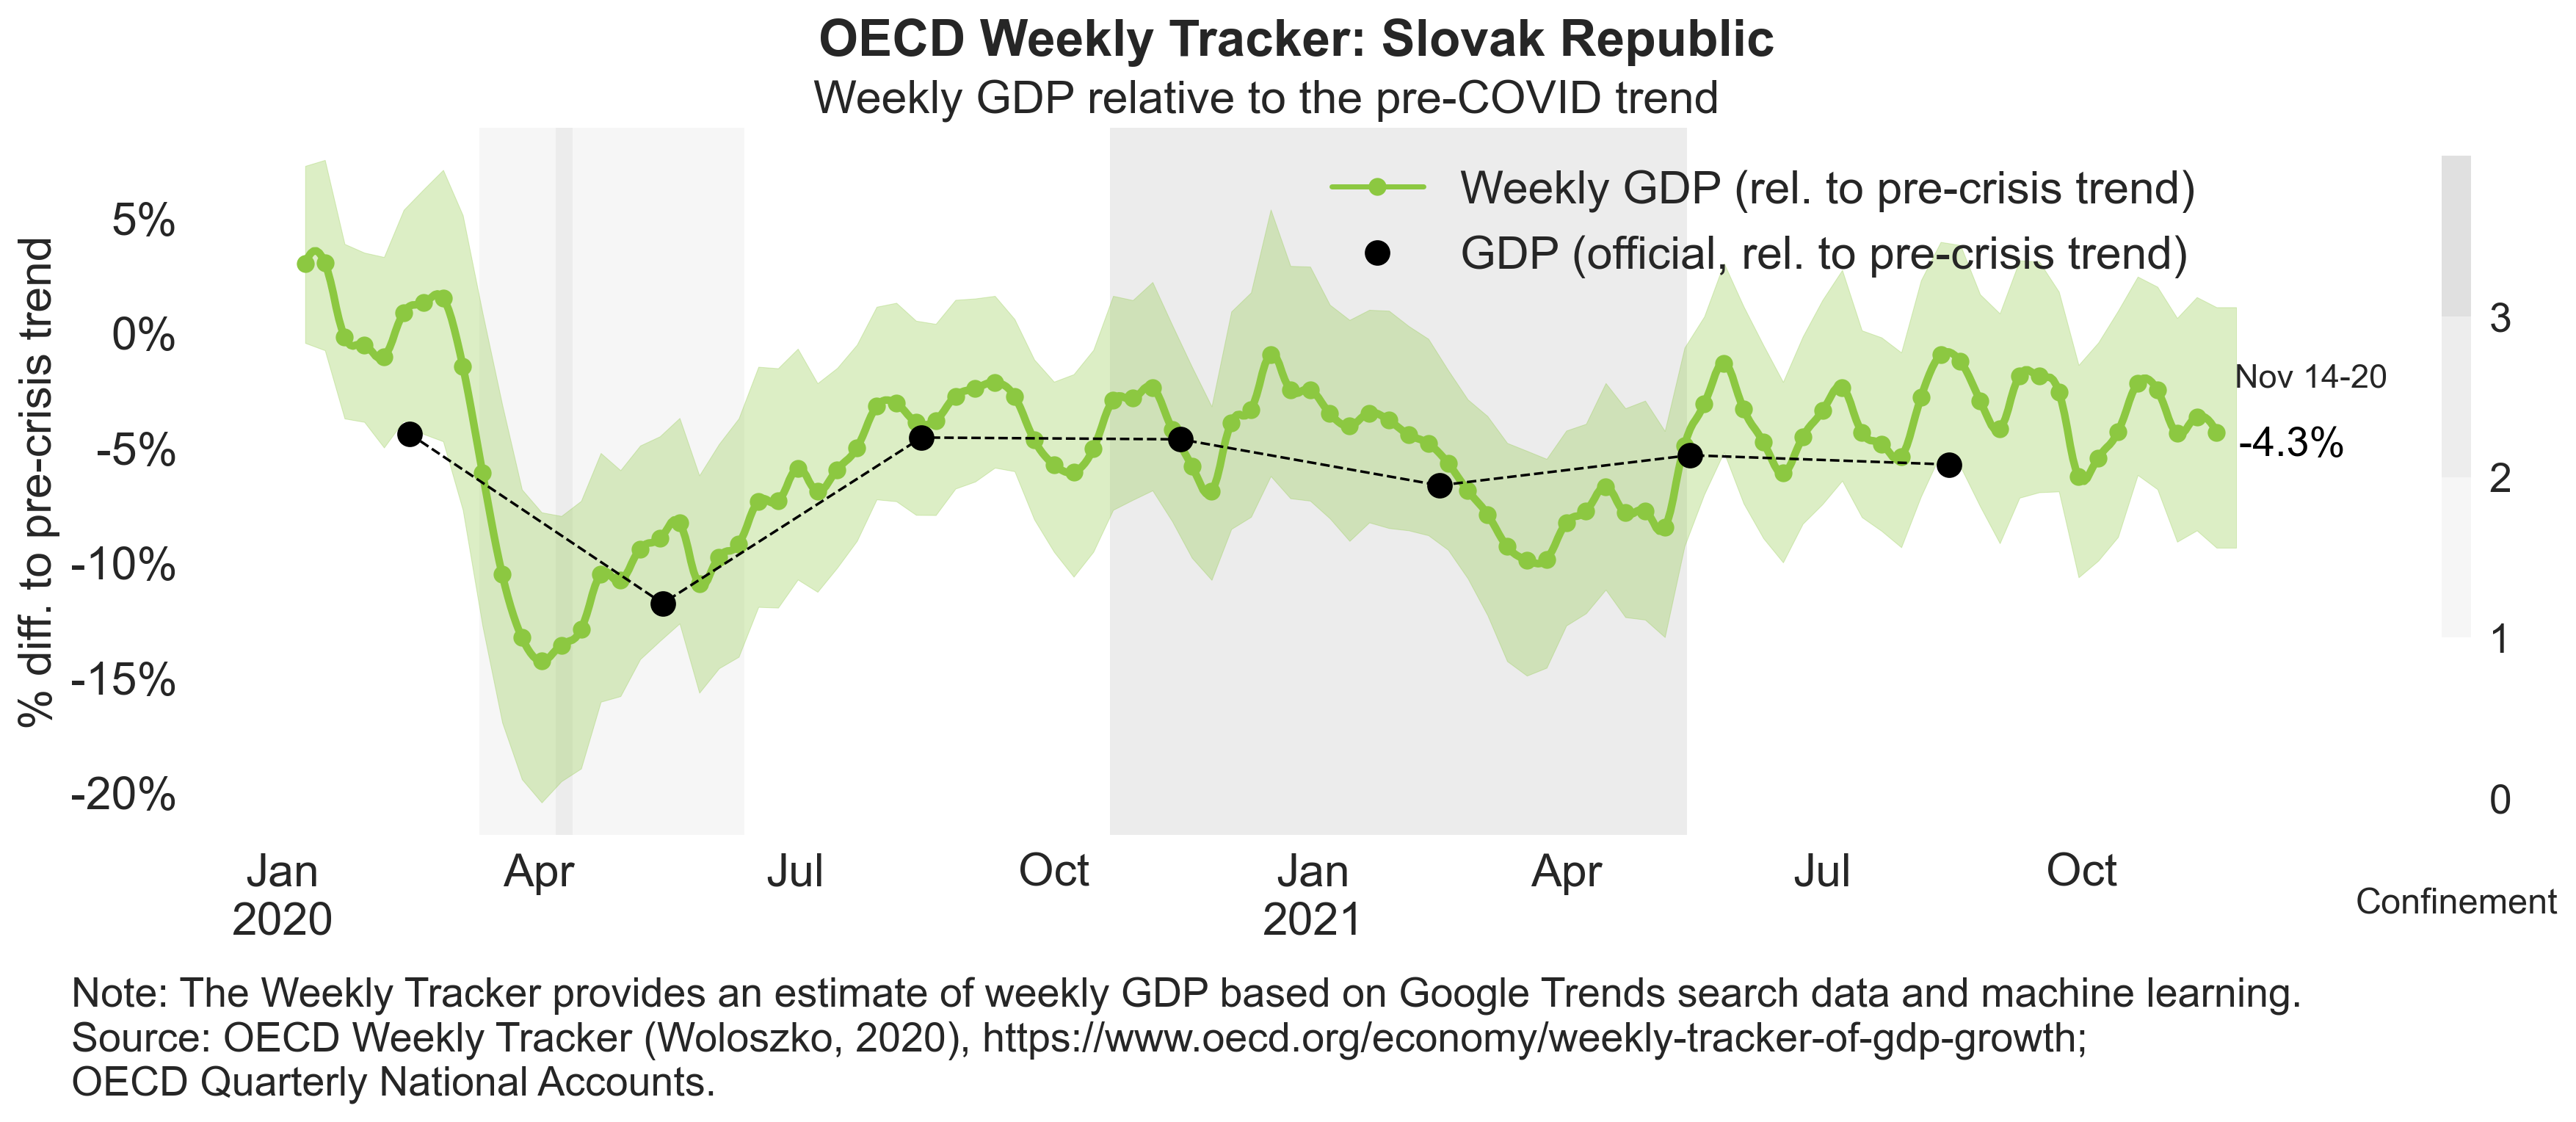 OECD Weekly Tracker: Slovak Republic
Weekly GDP relative to the pre-COVID trend
Weekly GDP (rel. to pre-crisis trend)
GDP (official, rel. to pre-crisis trend)
% diff. to pre-crisis trend
5%
0%
-5%
-10%
-15%
-20%
Nov 14-20
-4.3%
3
2
1
0
Confinement
Jan Apr Jul Oct Jan Apr Jul Oct
2020 2021
Note: The Weekly Tracker provides an estimate of weekly GDP based on Google Trends search data and machine learning.
Source: OECD Weekly Tracker (Woloszko, 2020), https://www.oecd.org/economy/weekly-tracker-of-gdp-growth;
OECD Quarterly National Accounts.